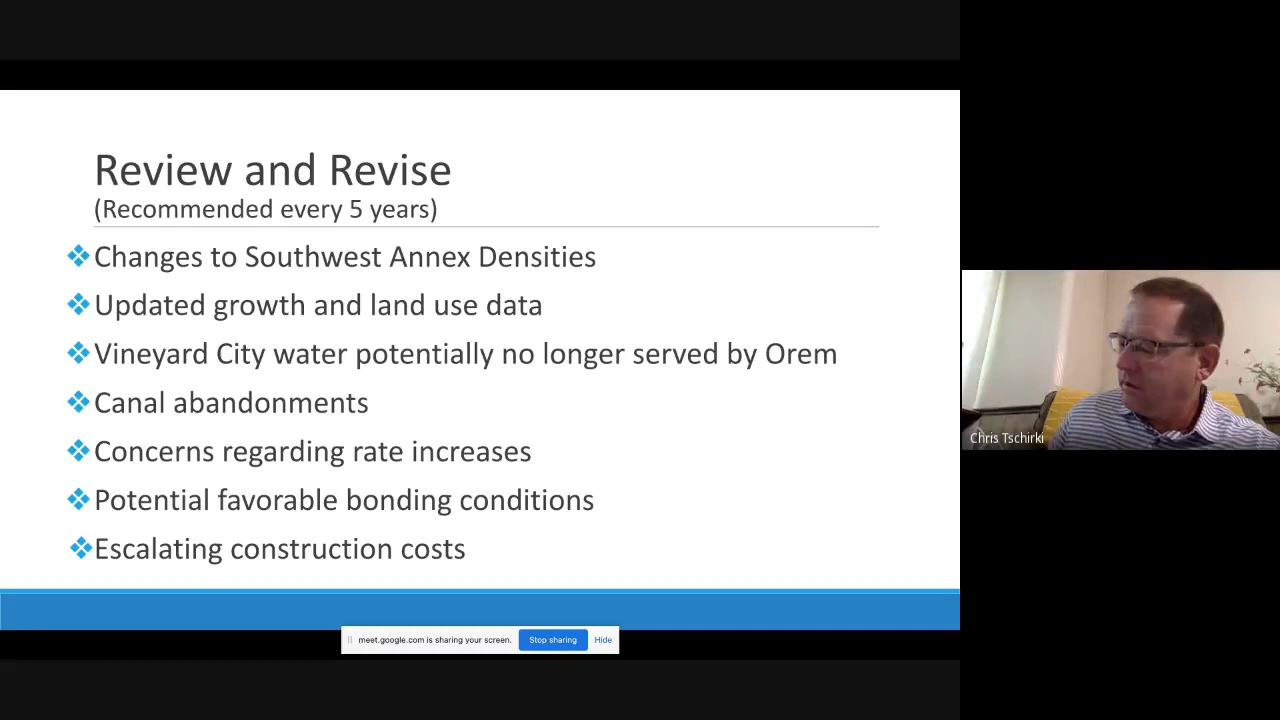 Review and Revise
(Recommended every 5 years)
Changes to Southwest Annex Densities
Updated growth and land use data
Vineyard City water potentially no longer served by Orem
Canal abandonments
Concerns regarding rate increases
Potential favorable bonding conditions
Escalating construction costs
Chris Tschirki
meet.google.com is sharing your screen. Stop sharing Hide